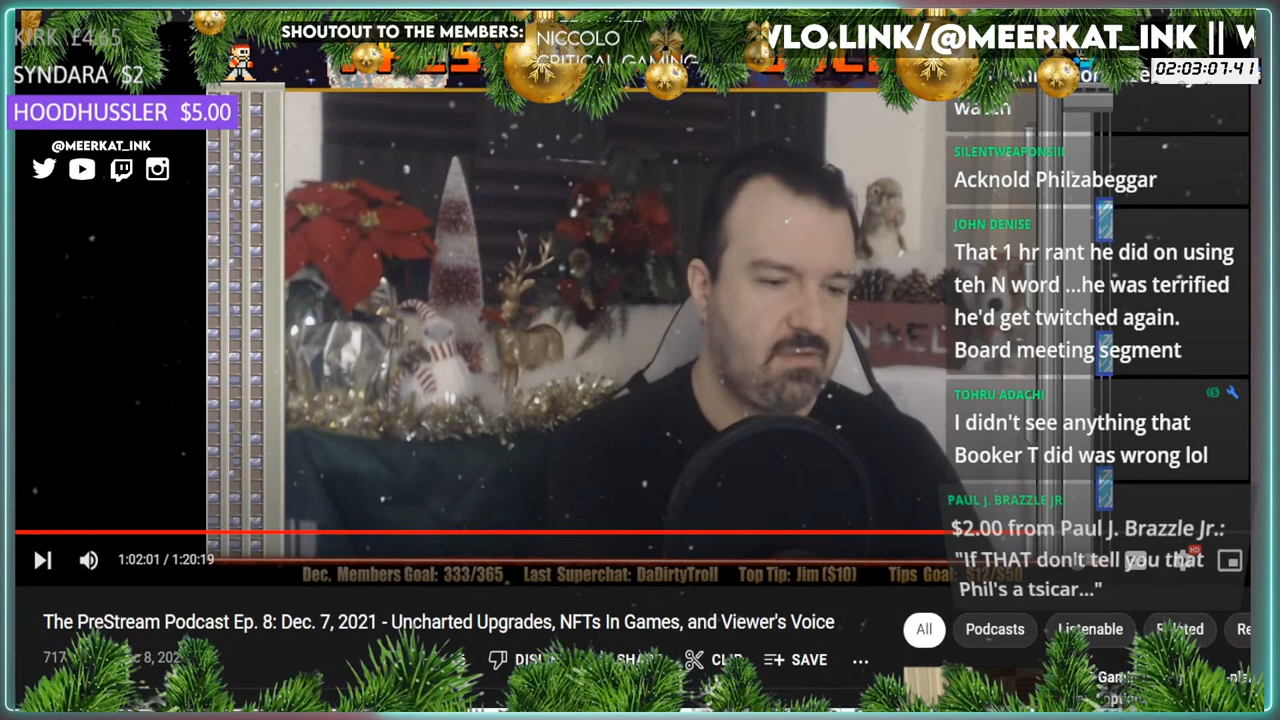 KIRK £4.65
SYNDARA $2
HOODHUSSLER $5.00
@MEERKAT_INK
SHOUTOUT TO THE MEMBERS:
NICCOLO
CRITICAL GAMING
VLO.LINK/@MEERKAT_INK || W
02:03:07.41
watch
SILENTWEAPONSIII
Acknold Philzabeggar
JOHN DENISE
That 1 hr rant he did on using
teh N word ...he was terrified
he'd get twitched again.
Board meeting segment
TOHRU ADACHI
I didn't see anything that
Booker T did was wrong lol
PAUL J. BRAZZLE JR.
$2.00 from Paul J. Brazzle Jr.:
"If THAT don't tell you that
Phil's a tsicar..."
HD
1:02:01 / 1:20:19
Dec. Members Goal: 333/365 Last Superchat: DaDirtyTroll Top Tip: Jim ($10) Tips Goal: $12/$50
The PreStream Podcast Ep. 8: Dec. 7, 2021 - Uncharted Upgrades, NFTs In Games, and Viewer's Voice
All Podcasts Listenable Related Re
717
SHARE CLIP SAVE